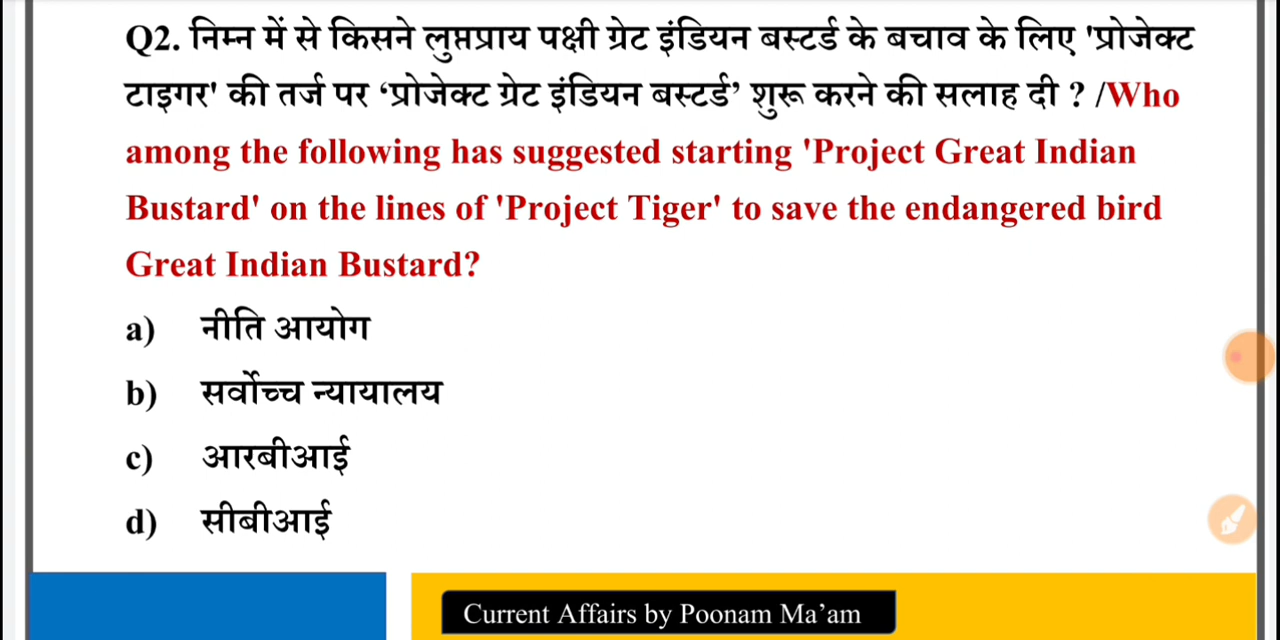 Q2. निम्न में से किसने लुप्तप्राय पक्षी ग्रेट इंडियन बस्टर्ड के बचाव के लिए 'प्रोजेक्ट
टाइगर' की तर्ज पर ‘प्रोजेक्ट ग्रेट इंडियन बस्टर्ड’ शुरू करने की सलाह दी ? /Who
among the following has suggested starting 'Project Great Indian
Bustard' on the lines of 'Project Tiger' to save the endangered bird
Great Indian Bustard?
a) नीति आयोग
b) सर्वोच्च न्यायालय
c) आरबीआई
d) सीबीआई
Current Affairs by Poonam Ma’am